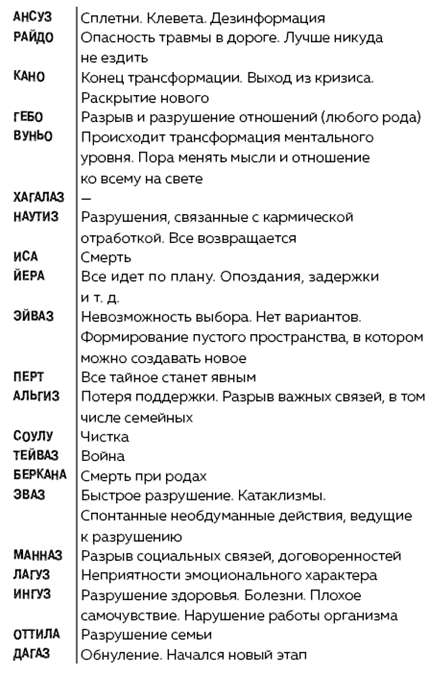 АНСУЗ Сплетни. Клевета. Дезинформация
РАЙДО Опасность травмы в дороге. Лучше никуда
не ездить
КАНО Конец трансформации. Выход из кризиса.
Раскрытие нового
ГЕБО Разрыв и разрушение отношений (любого рода)
ВУНЬО Происходит трансформация ментального
уровня. Пора менять мысли и отношение
ко всему на свете
ХАГАЛАЗ —
НАУТИЗ Разрушения, связанные с кармической
отработкой. Все возвращается
ИСА Смерть
ЙЕРА Все идет по плану. Опоздания, задержки
и т. д.
ЭЙВАЗ Невозможность выбора. Нет вариантов.
Формирование пустого пространства, в котором
можно создавать новое
ПЕРТ Все тайное станет явным
АЛЬГИЗ Потеря поддержки. Разрыв важных связей, в том
числе семейных
СОУЛУ Чистка
ТЕЙВАЗ Война
БЕРКАНА Смерть при родах
ЭВАЗ Быстрое разрушение. Катаклизмы.
Спонтанные необдуманные действия, ведущие
к разрушению
МАННАЗ Разрыв социальных связей, договоренностей
ЛАГУЗ Неприятности эмоционального характера
ИНГУЗ Разрушение здоровья. Болезни. Плохое
самочувствие. Нарушение работы организма
ОТТИЛА Разрушение семьи
ДАГАЗ Обнуление. Начался новый этап